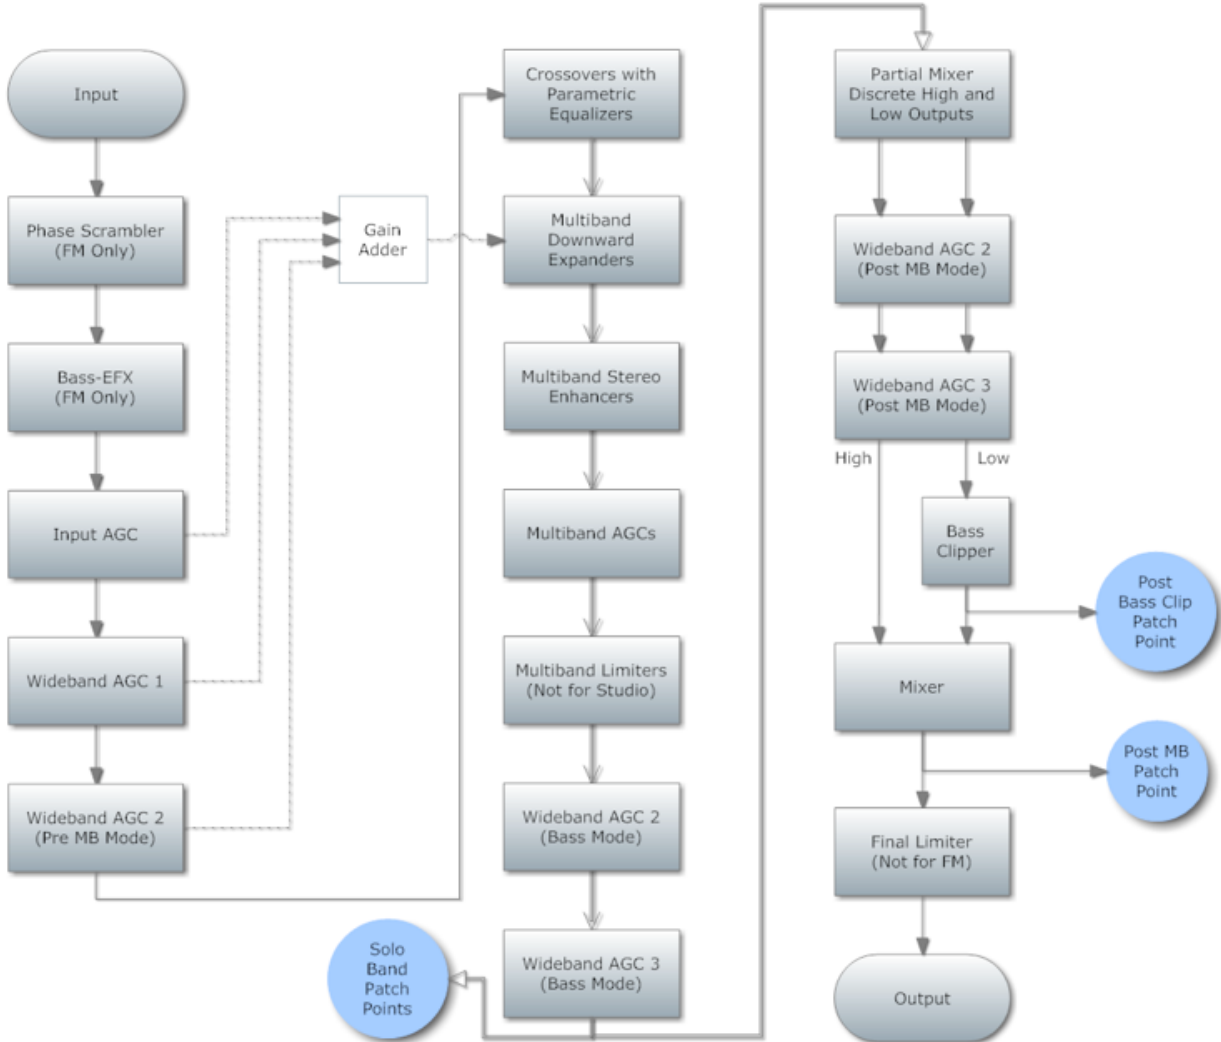 Input
Phase Scrambler
(FM Only)
Bass-EFX
(FM Only)
Input AGC
Wideband AGC 1
Wideband AGC 2
(Pre MB Mode)
Gain
Adder
Crossovers with
Parametric
Equalizers
Multiband
Downward
Expanders
Multiband Stereo
Enhancers
Multiband AGCs
Multiband Limiters
(Not for Studio)
Wideband AGC 2
(Bass Mode)
Wideband AGC 3
(Bass Mode)
Solo
Band
Patch
Points
Partial Mixer
Discrete High and
Low Outputs
Wideband AGC 2
(Post MB Mode)
Wideband AGC 3
(Post MB Mode)
High
Low
Bass
Clipper
Post
Bass Clip
Patch
Point
Mixer
Post MB
Patch
Point
Final Limiter
(Not for FM)
Output